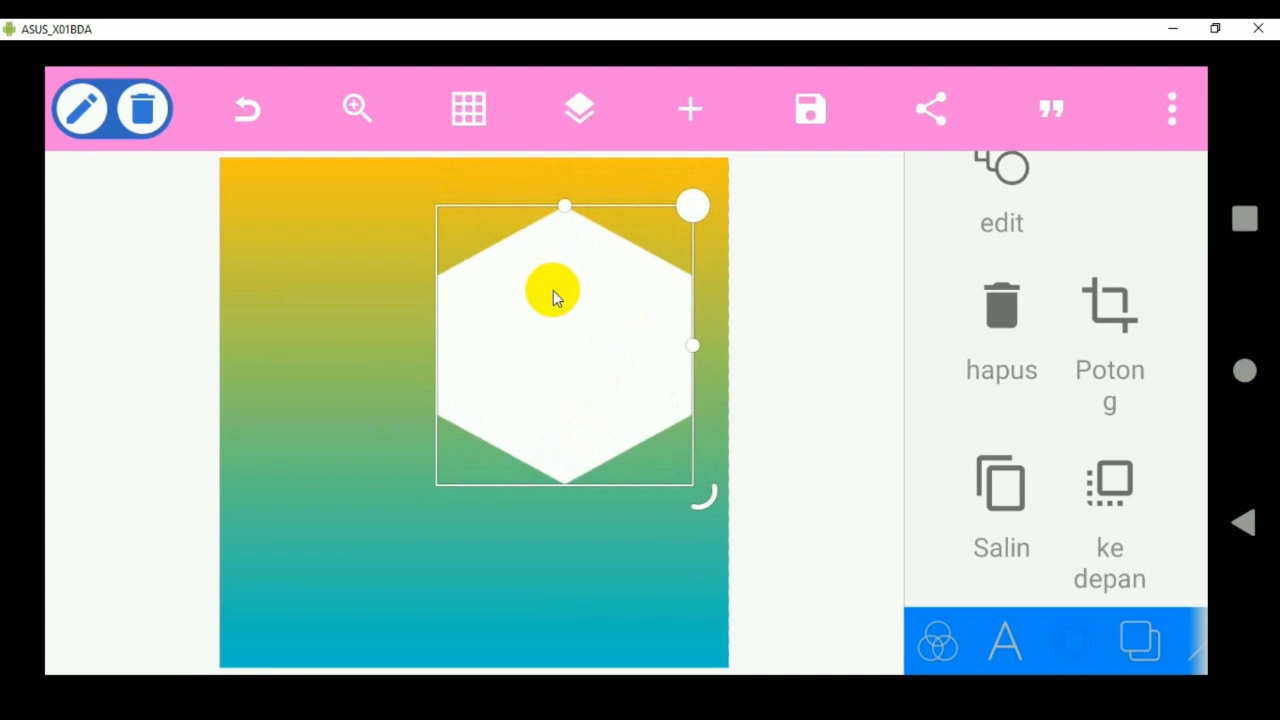 ASUS_X01BDA
edit
hapus
Poton
g
Salin
ke
depan